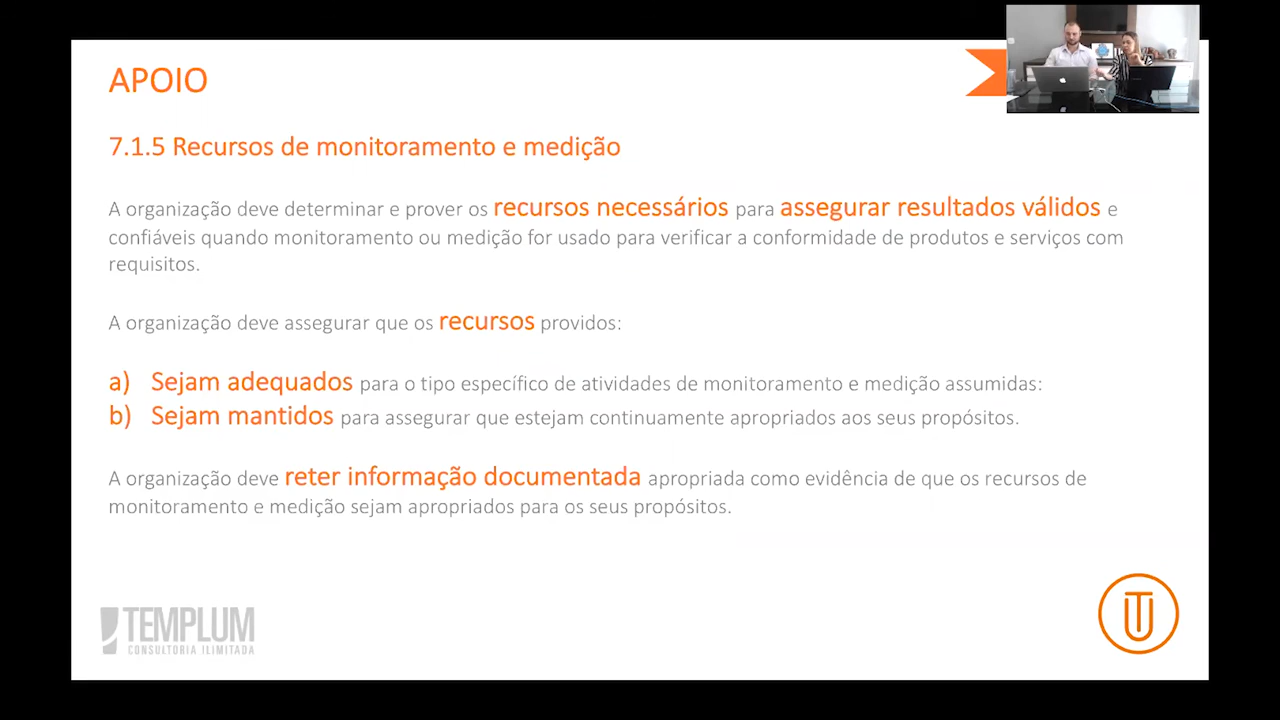 APOIO
7.1.5 Recursos de monitoramento e medição
A organização deve determinar e prover os recursos necessários para assegurar resultados válidos e
confiáveis quando monitoramento ou medição for usado para verificar a conformidade de produtos e serviços com
requisitos.
A organização deve assegurar que os recursos providos:
a) Sejam adequados para o tipo específico de atividades de monitoramento e medição assumidas:
b) Sejam mantidos para assegurar que estejam continuamente apropriados aos seus propósitos.
A organização deve reter informação documentada apropriada como evidência de que os recursos de
monitoramento e medição sejam apropriados para os seus propósitos.
TEMPLUM
CONSULTORIA ILIMITADA